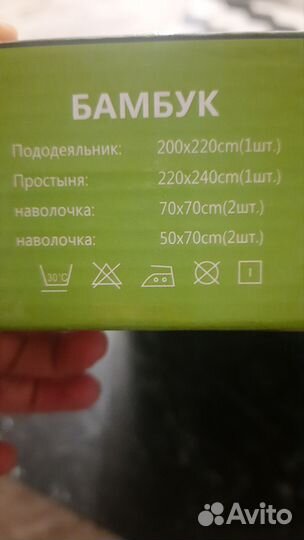 БАМБУК
Пододеяльник: 200x220cm(1шт.)
Простыня: 220x240cm(1шт.)
наволочка: 70x70cm(2шт.)
наволочка: 50x70cm(2шт.)
30°C
Avito